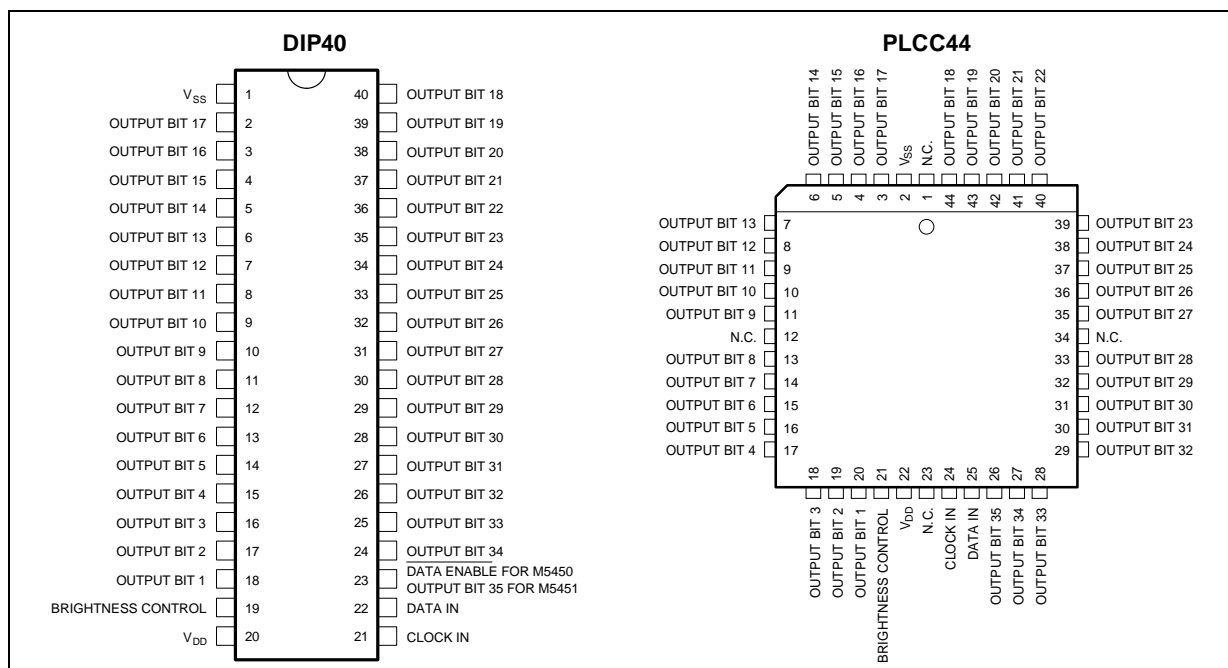 DIP40
VSS 1 40 OUTPUT BIT 18
OUTPUT BIT 17 2 39 OUTPUT BIT 19
OUTPUT BIT 16 3 38 OUTPUT BIT 20
OUTPUT BIT 15 4 37 OUTPUT BIT 21
OUTPUT BIT 14 5 36 OUTPUT BIT 22
OUTPUT BIT 13 6 35 OUTPUT BIT 23
OUTPUT BIT 12 7 34 OUTPUT BIT 24
OUTPUT BIT 11 8 33 OUTPUT BIT 25
OUTPUT BIT 10 9 32 OUTPUT BIT 26
OUTPUT BIT 9 10 31 OUTPUT BIT 27
OUTPUT BIT 8 11 30 OUTPUT BIT 28
OUTPUT BIT 7 12 29 OUTPUT BIT 29
OUTPUT BIT 6 13 28 OUTPUT BIT 30
OUTPUT BIT 5 14 27 OUTPUT BIT 31
OUTPUT BIT 4 15 26 OUTPUT BIT 32
OUTPUT BIT 3 16 25 OUTPUT BIT 33
OUTPUT BIT 2 17 24 OUTPUT BIT 34
OUTPUT BIT 1 18 23 DATA ENABLE FOR M5450
OUTPUT BIT 35 FOR M5451
BRIGHTNESS CONTROL 19 22 DATA IN
VDD 20 21 CLOCK IN
PLCC44
OUTPUT BIT 14
OUTPUT BIT 15
OUTPUT BIT 16
OUTPUT BIT 17
VSS
N.C.
OUTPUT BIT 18
OUTPUT BIT 19
OUTPUT BIT 20
OUTPUT BIT 21
OUTPUT BIT 22
6 5 4 3 2 1 44 43 42 41 40
OUTPUT BIT 13 7 39 OUTPUT BIT 23
OUTPUT BIT 12 8 38 OUTPUT BIT 24
OUTPUT BIT 11 9 37 OUTPUT BIT 25
OUTPUT BIT 10 10 36 OUTPUT BIT 26
OUTPUT BIT 9 11 35 OUTPUT BIT 27
N.C. 12 34 N.C.
OUTPUT BIT 8 13 33 OUTPUT BIT 28
OUTPUT BIT 7 14 32 OUTPUT BIT 29
OUTPUT BIT 6 15 31 OUTPUT BIT 30
OUTPUT BIT 5 16 30 OUTPUT BIT 31
OUTPUT BIT 4 17 29 OUTPUT BIT 32
18 19 20 21 22 23 24 25 26 27 28
OUTPUT BIT 3
OUTPUT BIT 2
OUTPUT BIT 1
BRIGHTNESS CONTROL
VDD
N.C.
CLOCK IN
DATA IN
OUTPUT BIT 35
OUTPUT BIT 34
OUTPUT BIT 33